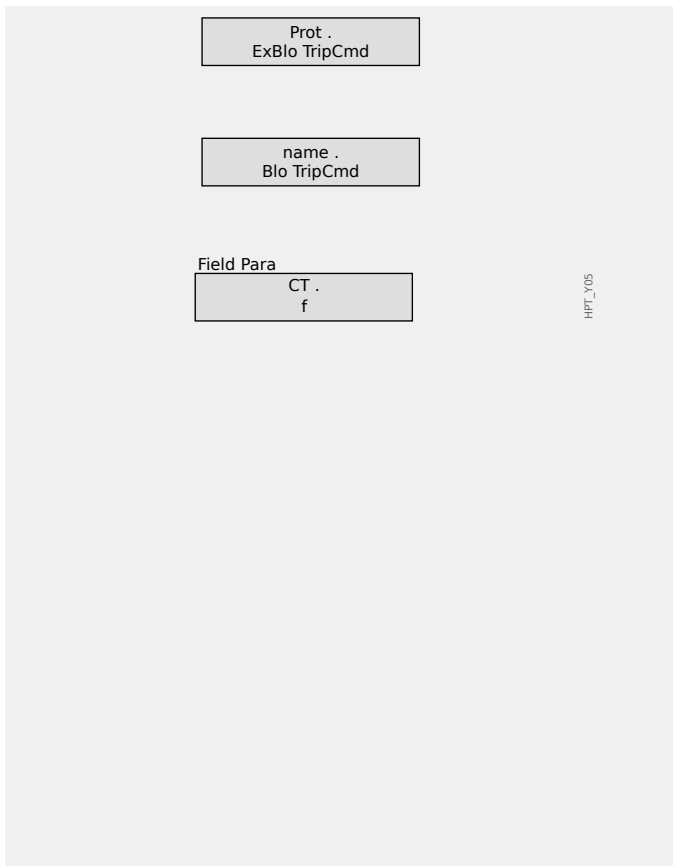 Prot .
ExBlo TripCmd
name .
Blo TripCmd
Field Para
CT .
f
HPT_Y05